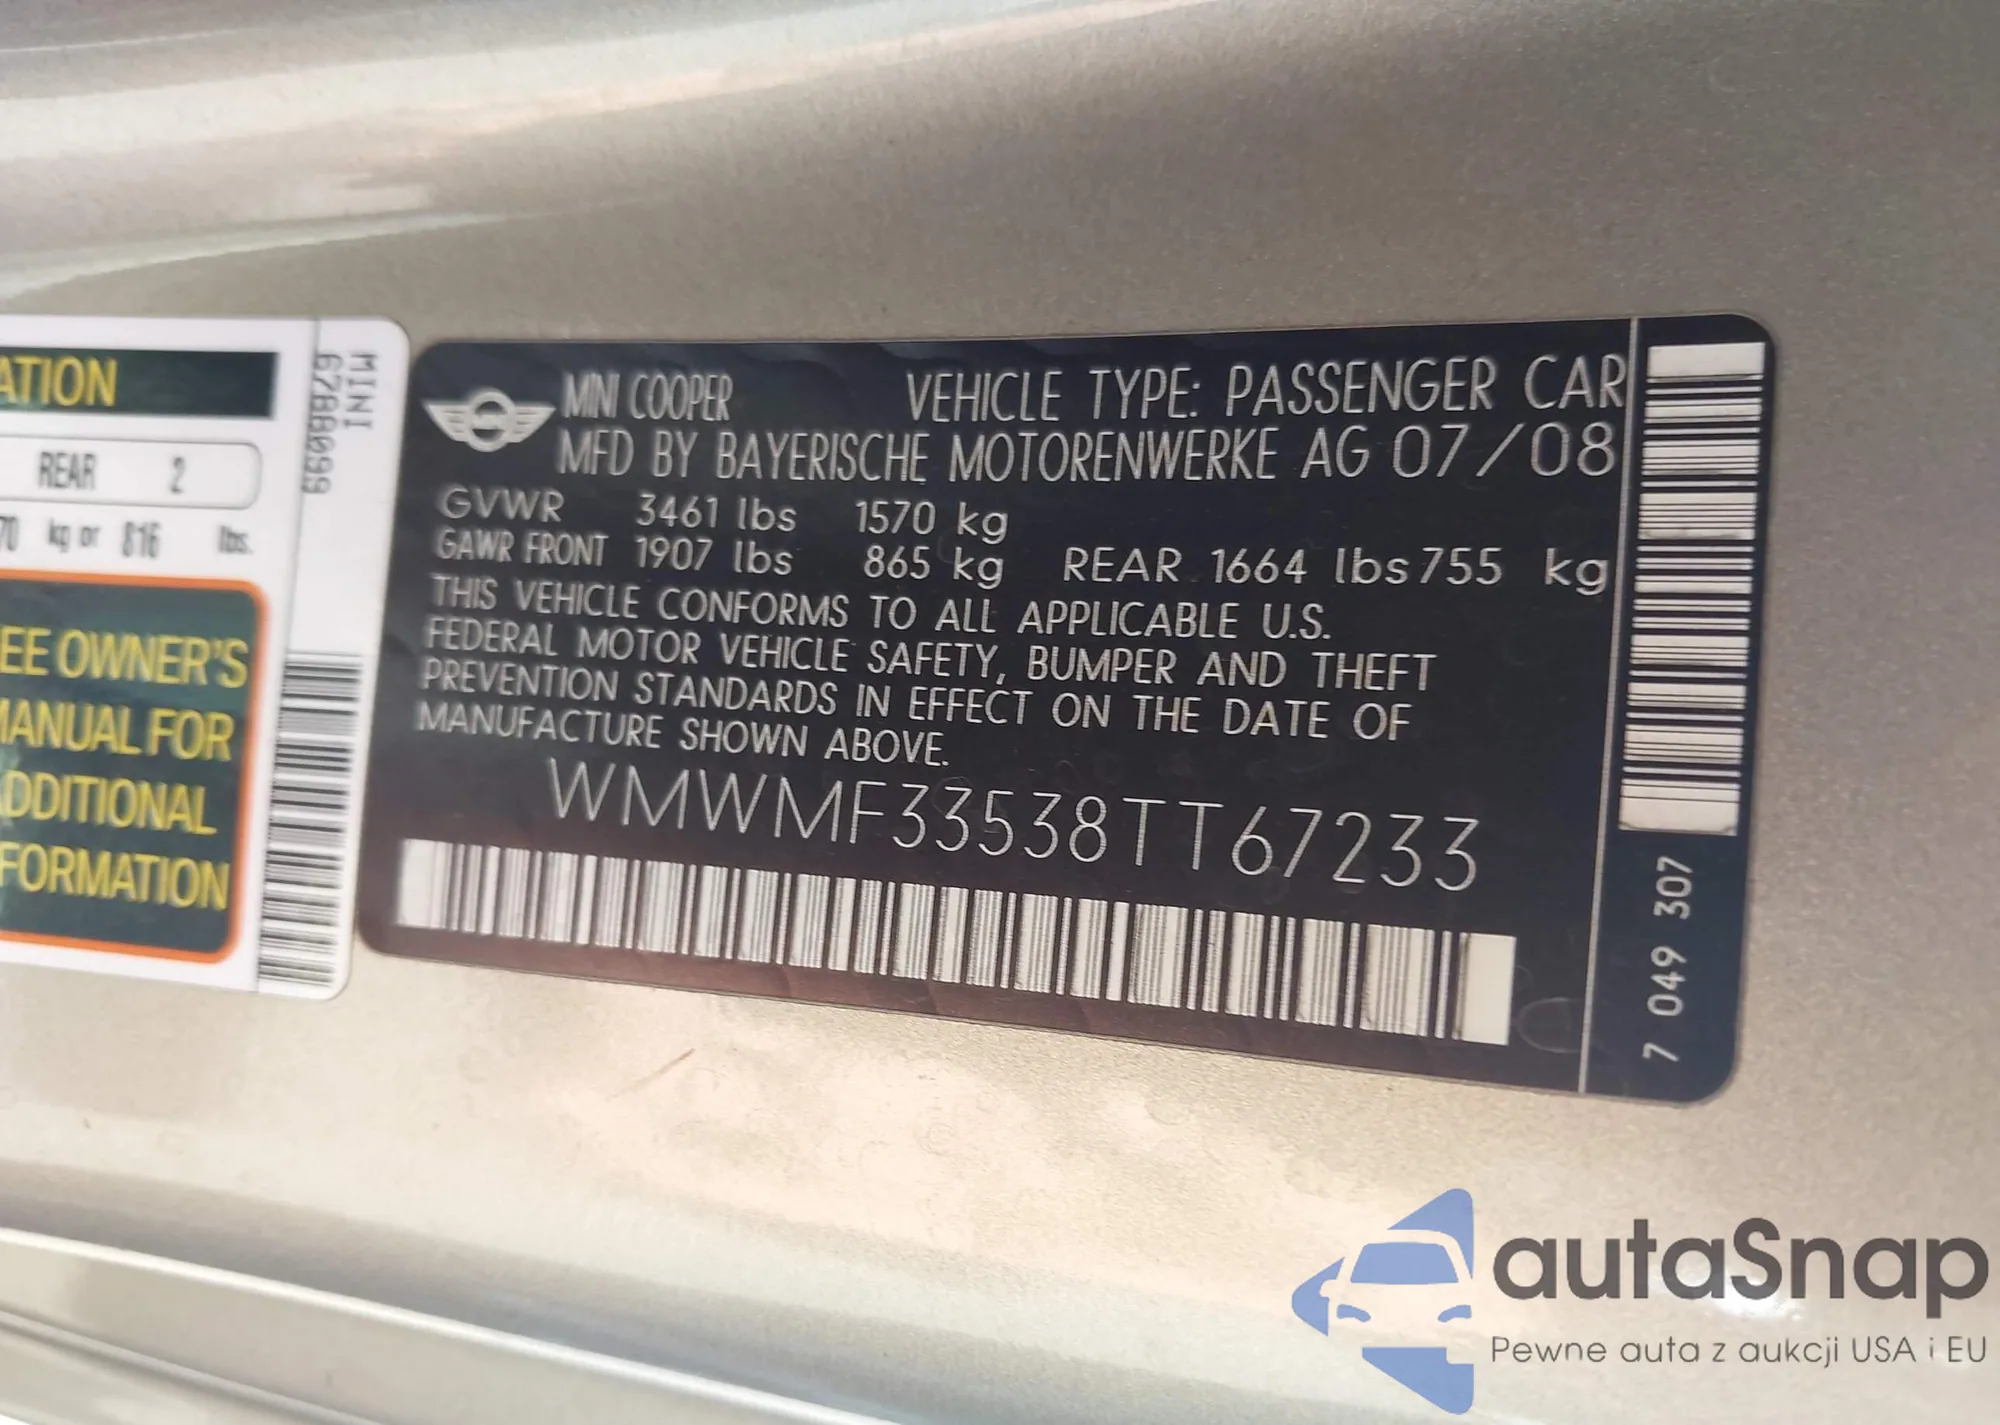 ATION
REAR 2
70 kg or 816 lbs.
EE OWNER'S
MANUAL FOR
ADDITIONAL
FORMATION
MINI
6788099
MINI COOPER VEHICLE TYPE: PASSENGER CAR
MFD BY BAYERISCHE MOTORENWERKE AG 07/08
GVWR 3461 lbs 1570 kg
GAWR FRONT 1907 lbs 865 kg REAR 1664 lbs 755 kg
THIS VEHICLE CONFORMS TO ALL APPLICABLE U.S.
FEDERAL MOTOR VEHICLE SAFETY, BUMPER AND THEFT
PREVENTION STANDARDS IN EFFECT ON THE DATE OF
MANUFACTURE SHOWN ABOVE.
WMWMF33538TT67233
7 049 307
autaSnap
Pewne auta z aukcji USA i EU